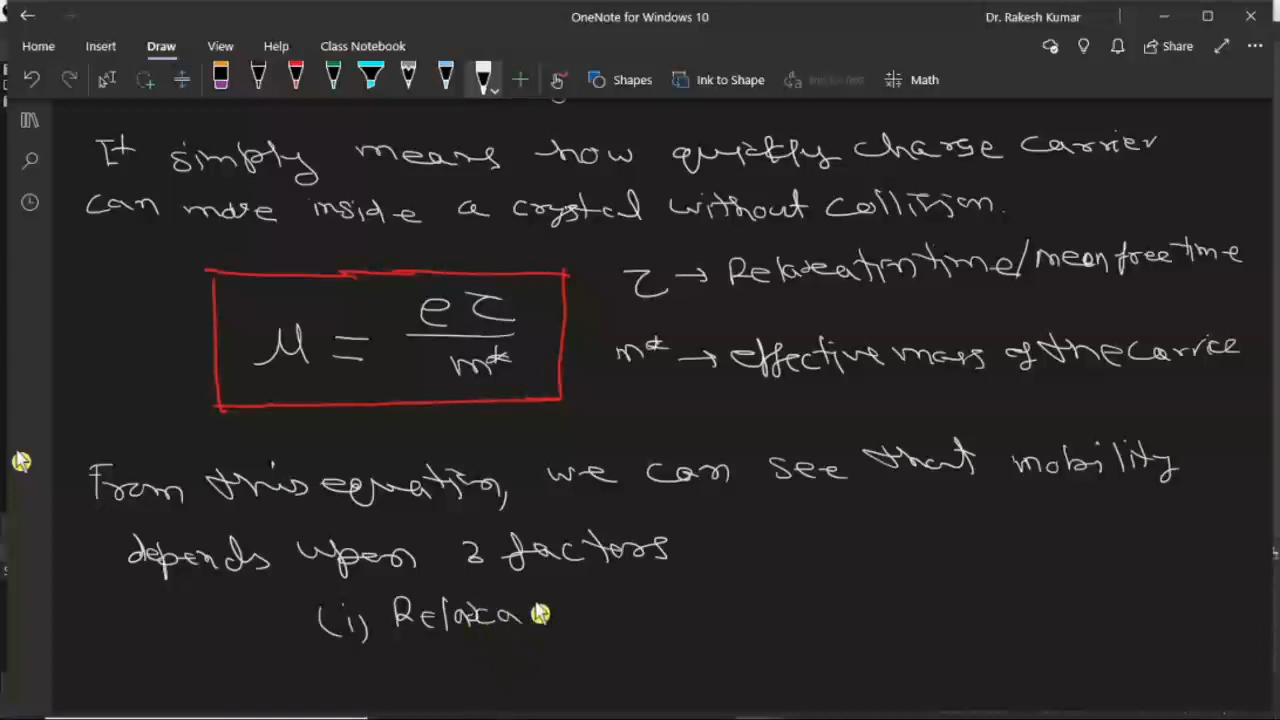 OneNote for Windows 10
Dr. Rakesh Kumar
Home Insert Draw View Help Class Notebook
Share
Shapes Ink to Shape Ink to Text Math
It simply means how quickly charge carrier
can move inside a crystal without collision.
τ → Relaxation time/mean free time
μ = eτ
m*
m* → effective mass of the carrier
From this equation, we can see that mobility
depends upon 2 factors
(i) Relaxa